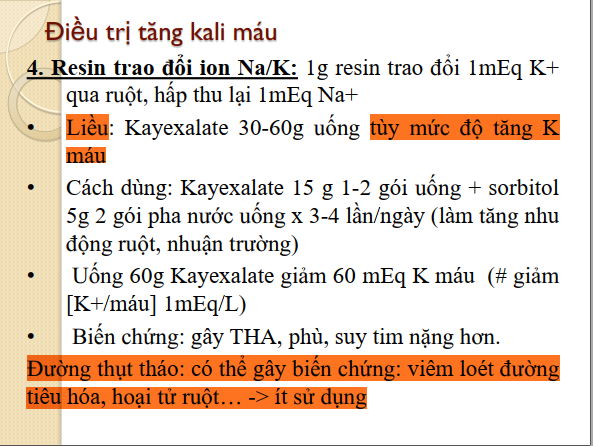 Điều trị tăng kali máu
4. Resin trao đổi ion Na/K: 1g resin trao đổi 1mEq K+
qua ruột, hấp thu lại 1mEq Na+
• Liều: Kayexalate 30-60g uống tùy mức độ tăng K
máu
• Cách dùng: Kayexalate 15 g 1-2 gói uống + sorbitol
5g 2 gói pha nước uống x 3-4 lần/ngày (làm tăng nhu
động ruột, nhuận trường)
• Uống 60g Kayexalate giảm 60 mEq K máu (# giảm
[K+/máu] 1mEq/L)
• Biến chứng: gây THA, phù, suy tim nặng hơn.
Đường thụt tháo: có thể gây biến chứng: viêm loét đường
tiêu hóa, hoại tử ruột… -> ít sử dụng